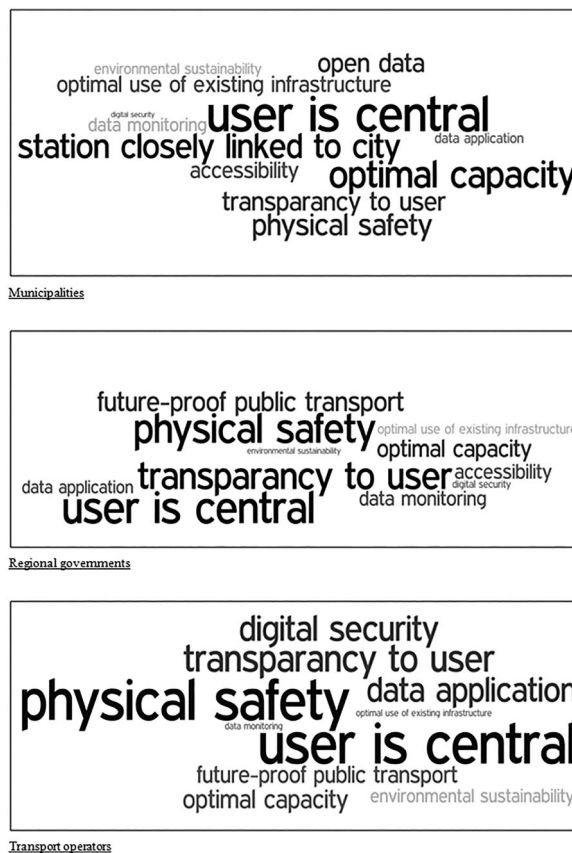 open data
environmental sustainability
optimal use of existing infrastructure
digital security
user is central
data monitoring
data application
station closely linked to city
accessibility
optimal capacity
transparancy to user
physical safety
Municipalities
future-proof public transport
physical safety
optimal use of existing infrastructure
environmental sustainability
optimal capacity
transparancy to user
accessibility
data application
digital security
data monitoring
user is central
Regional governments
digital security
transparancy to user
physical safety
data application
optimal use of existing infrastructure
data monitoring
user is central
future-proof public transport
optimal capacity
environmental sustainability
Transport operators